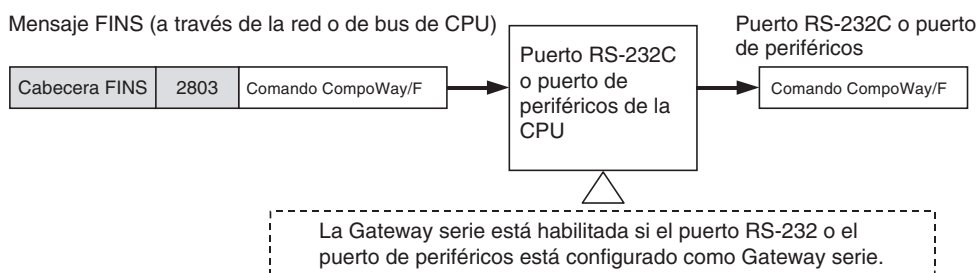 Mensaje FINS (a través de la red o de bus de CPU)
Cabecera FINS 2803 Comando CompoWay/F
Puerto RS-232C
o puerto de
periféricos de la
CPU
Puerto RS-232C o puerto
de periféricos
Comando CompoWay/F
La Gateway serie está habilitada si el puerto RS-232 o el
puerto de periféricos está configurado como Gateway serie.